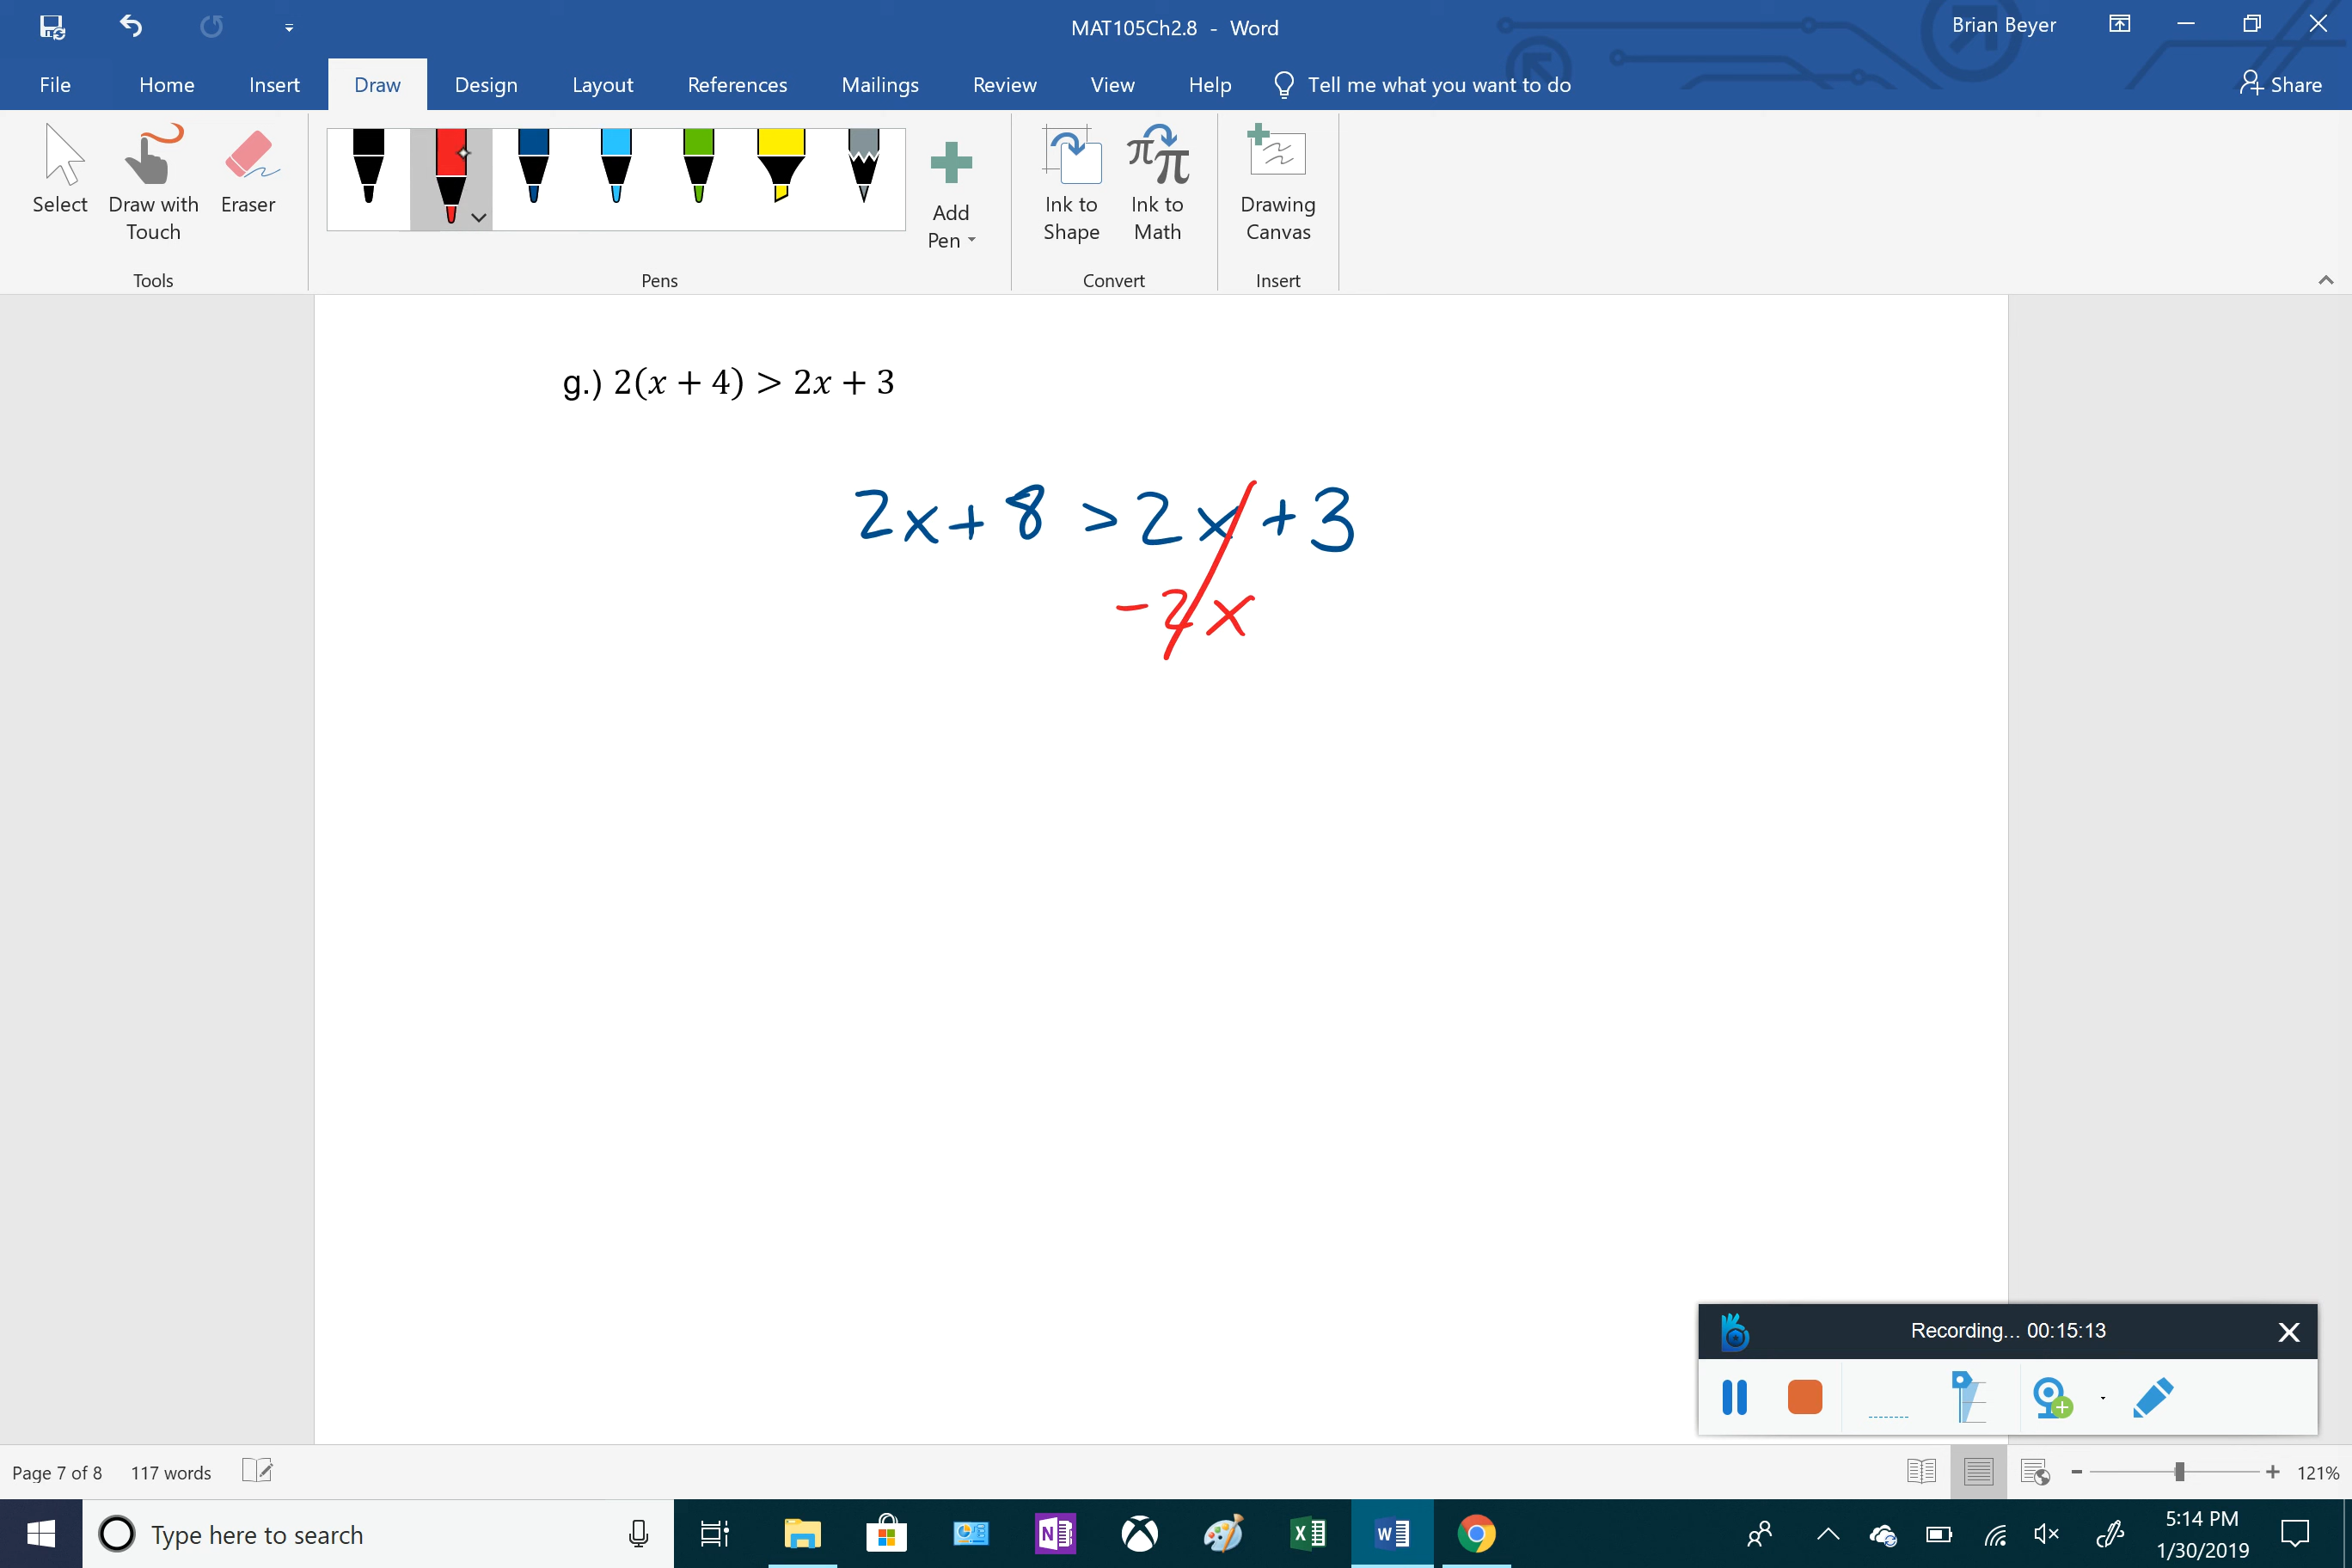 MAT105Ch2.8 - Word
Brian Beyer
File Home Insert Draw Design Layout References Mailings Review View Help Tell me what you want to do Share
Select Draw with Touch Eraser
Add Pen
Ink to Shape Ink to Math
Drawing Canvas
Tools Pens Convert Insert
g.) 2(x + 4) > 2x + 3
2x + 8 > 2x + 3
- 2x
Recording... 00:15:13
Page 7 of 8 117 words
121%
Type here to search
5:14 PM
1/30/2019